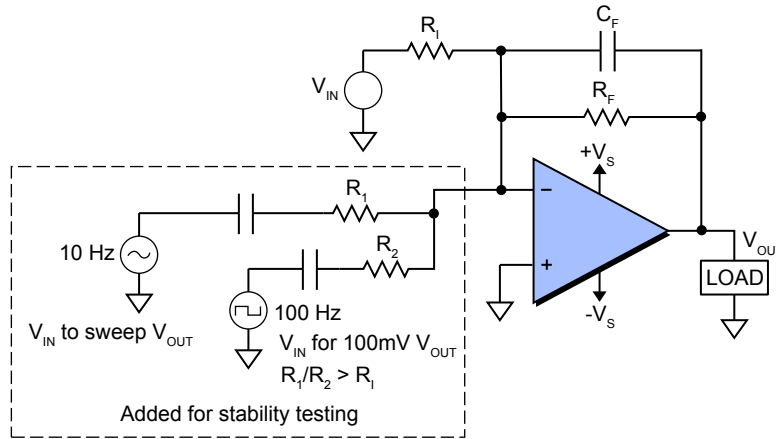 C_F
R_I
V_IN
R_F
+V_S
−
+
-V_S
V_OU
LOAD
R_1
10 Hz
R_2
100 Hz
V_IN to sweep V_OUT
V_IN for 100mV V_OUT
R_1/R_2 > R_I
Added for stability testing